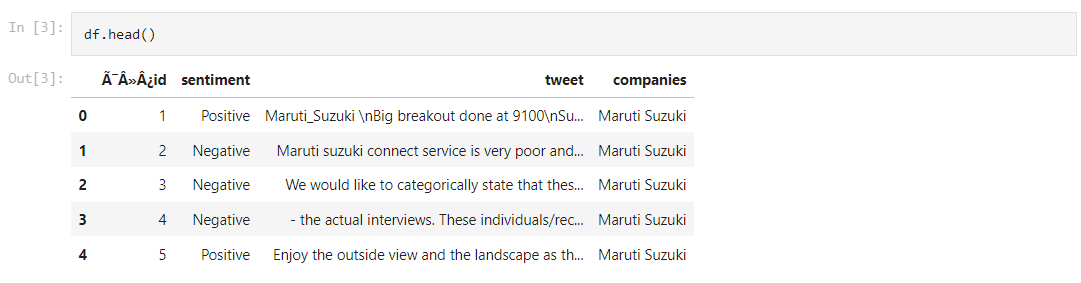 In [3]: df.head()
Out[3]:
Ã¯Â»Â¿id sentiment tweet companies
0 1 Positive Maruti_Suzuki \nBig breakout done at 9100\nSu... Maruti Suzuki
1 2 Negative Maruti suzuki connect service is very poor and... Maruti Suzuki
2 3 Negative We would like to categorically state that thes... Maruti Suzuki
3 4 Negative - the actual interviews. These individuals/rec... Maruti Suzuki
4 5 Positive Enjoy the outside view and the landscape as th... Maruti Suzuki